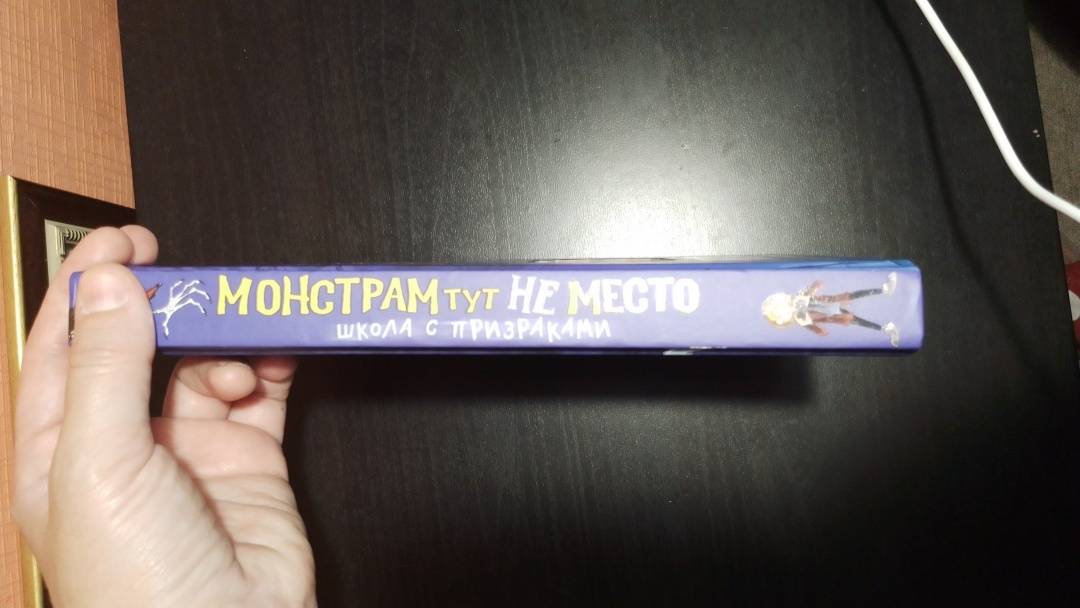 МОНСТРАМ ТУТ НЕ МЕСТО
ШКОЛА С ПРИЗРАКАМИ